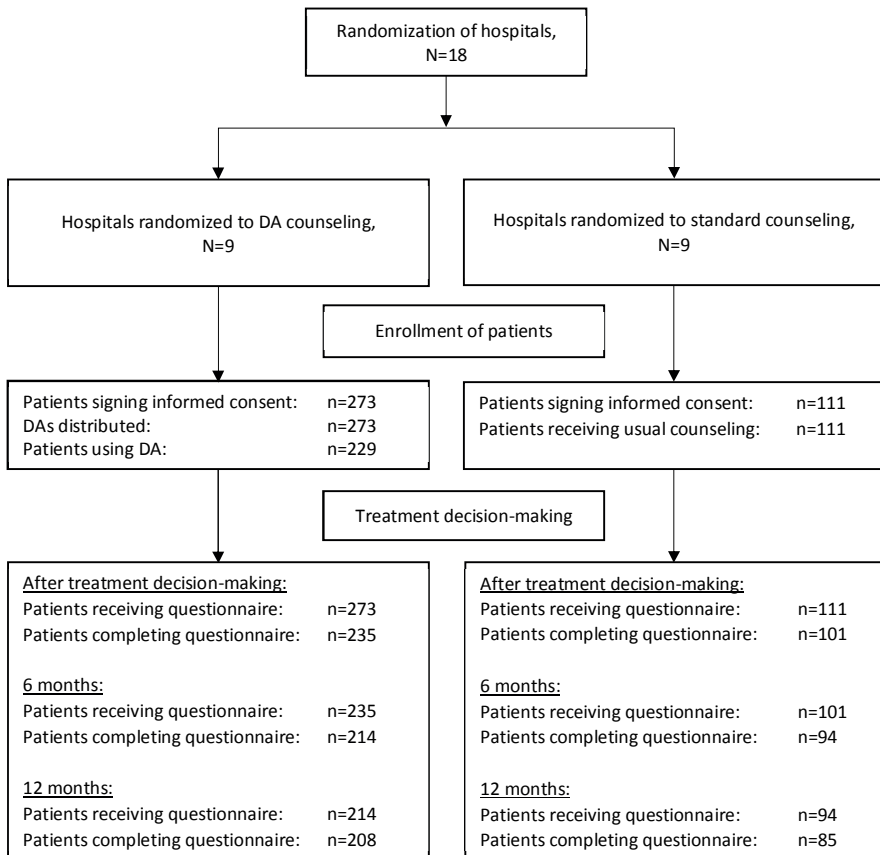 Randomization of hospitals,
N=18
Hospitals randomized to DA counseling,
N=9
Hospitals randomized to standard counseling,
N=9
Enrollment of patients
Patients signing informed consent: n=273
DAs distributed: n=273
Patients using DA: n=229
Patients signing informed consent: n=111
Patients receiving usual counseling: n=111
Treatment decision-making
After treatment decision-making:
Patients receiving questionnaire: n=273
Patients completing questionnaire: n=235
6 months:
Patients receiving questionnaire: n=235
Patients completing questionnaire: n=214
12 months:
Patients receiving questionnaire: n=214
Patients completing questionnaire: n=208
After treatment decision-making:
Patients receiving questionnaire: n=111
Patients completing questionnaire: n=101
6 months:
Patients receiving questionnaire: n=101
Patients completing questionnaire: n=94
12 months:
Patients receiving questionnaire: n=94
Patients completing questionnaire: n=85